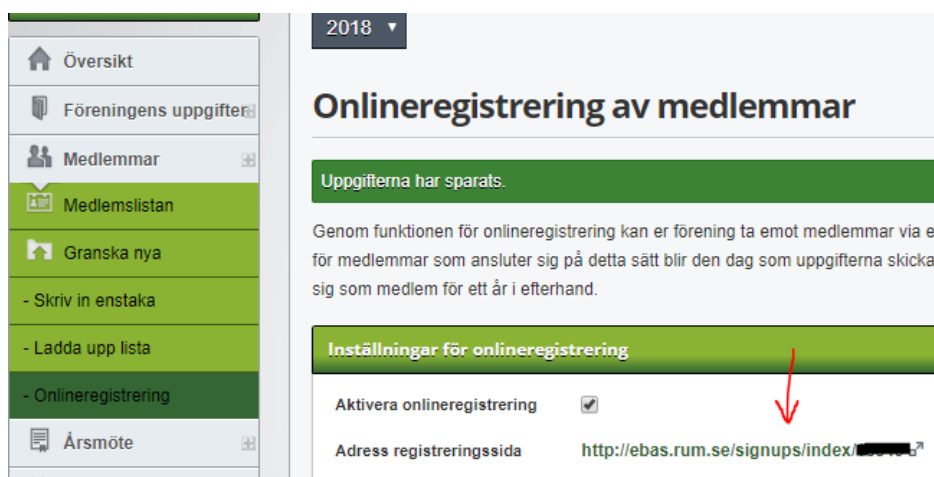 2018
Översikt
Föreningens uppgifter
Medlemmar
Medlemslistan
Granska nya
- Skriv in enstaka
- Ladda upp lista
- Onlineregistrering
Årsmöte
Onlineregistrering av medlemmar
Uppgifterna har sparats.
Genom funktionen för onlineregistrering kan er förening ta emot medlemmar via e
för medlemmar som ansluter sig på detta sätt blir den dag som uppgifterna skicka
sig som medlem för ett år i efterhand.
Inställningar för onlineregistrering
Aktivera onlineregistrering
Adress registreringssida http://ebas.rum.se/signups/index/